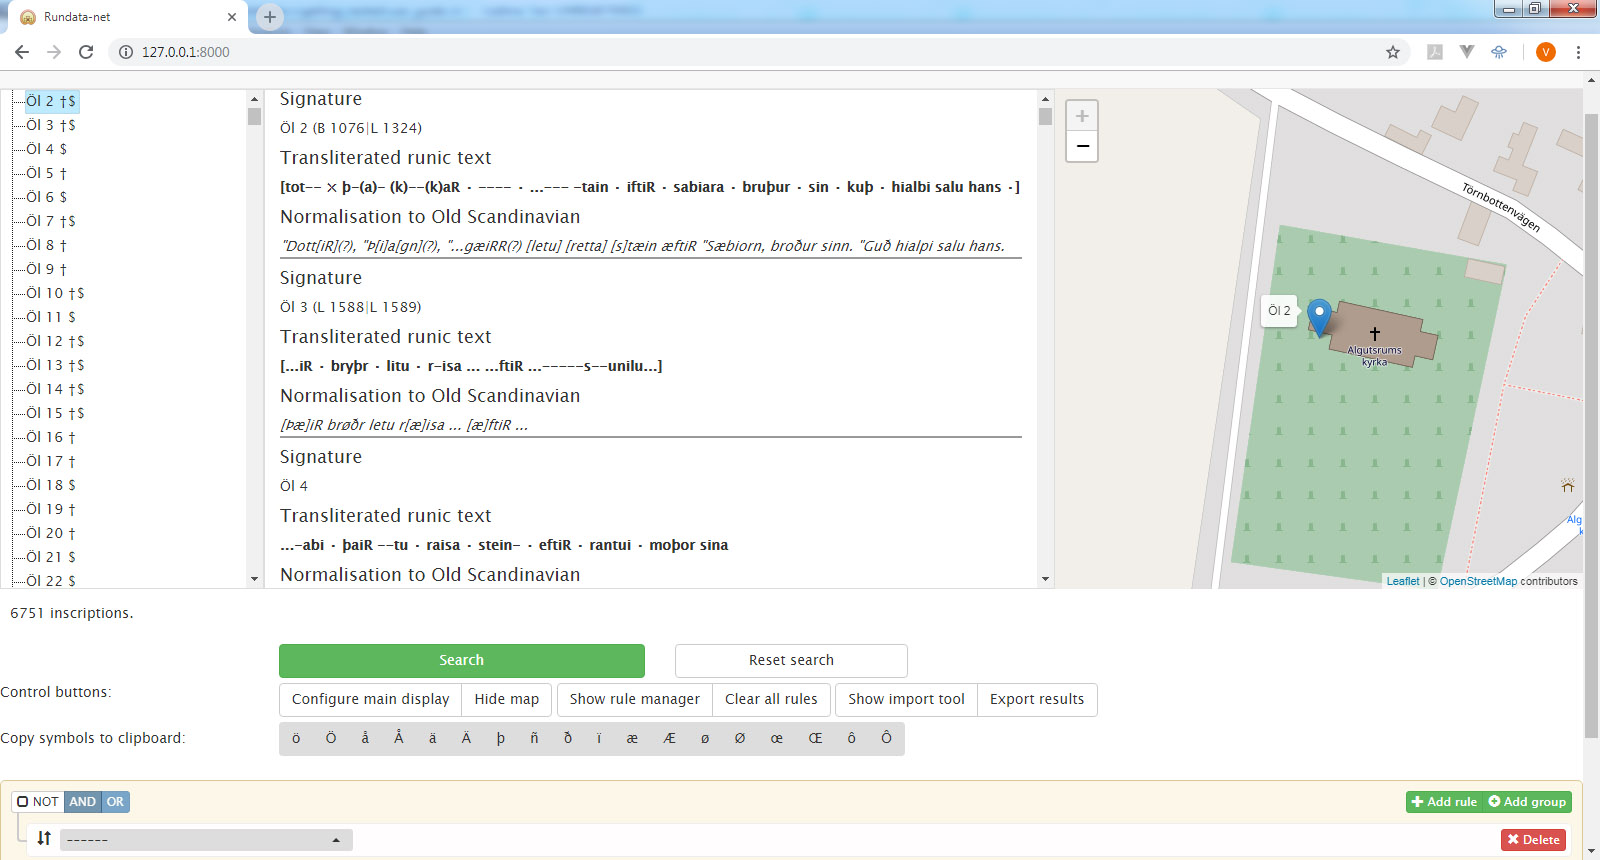 Rundata-net
127.0.0.1:8000
V
Öl 2 †$
Öl 3 †$
Öl 4 $
Öl 5 †
Öl 6 $
Öl 7 †$
Öl 8 †
Öl 9 †
Öl 10 †$
Öl 11 $
Öl 12 †$
Öl 13 †$
Öl 14 †$
Öl 15 †$
Öl 16 †
Öl 17 †
Öl 18 $
Öl 19 †
Öl 20 †
Öl 21 $
Öl 22 $
Signature
Öl 2 (B 1076|L 1324)
Transliterated runic text
[tot-- × þ-(a)- (k)--(k)aR · ---- · ...--- -tain · iftiR · sabiara · bruþur · sin · kuþ · hialbi salu hans ·]
Normalisation to Old Scandinavian
"Dott[iR](?), "Þ[i]a[gn](?), "...gæiRR(?) [letu] [retta] [s]tæin æftiR "Sæbiorn, broður sinn. "Guð hialpi salu hans.
Signature
Öl 3 (L 1588|L 1589)
Transliterated runic text
[...iR · bryþr · litu · r-isa ... ...ftiR ...-----s--unilu...]
Normalisation to Old Scandinavian
[Þæ]iR brøðr letu r[æ]isa ... [æ]ftiR ...
Signature
Öl 4
Transliterated runic text
...-abi · þaiR --tu · raisa · stein- · eftiR · rantui · moþor sina
Normalisation to Old Scandinavian
+
−
Törnbottenvägen
Öl 2
Algutsrums
kyrka
Alg
k
Leaflet | © OpenStreetMap contributors
6751 inscriptions.
Search
Reset search
Control buttons:
Configure main display
Hide map
Show rule manager
Clear all rules
Show import tool
Export results
Copy symbols to clipboard:
ö Ö å Å ä Ä þ ñ ð ï æ Æ ø Ø œ Œ ô Ô
NOT AND OR
Add rule
Add group
------
Delete